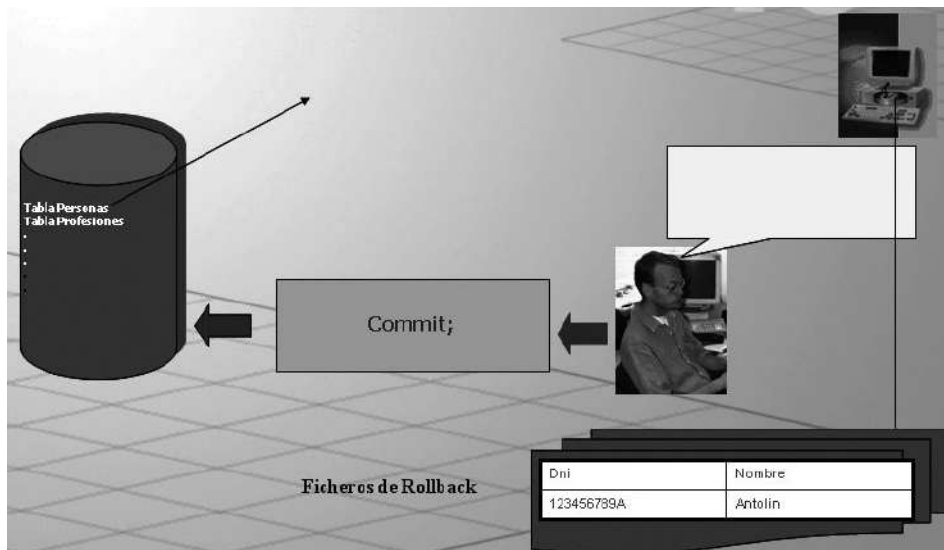 Tabla Personas
Tabla Profesiones
Commit;
Ficheros de Rollback
Dni Nombre
123456789A Antolin